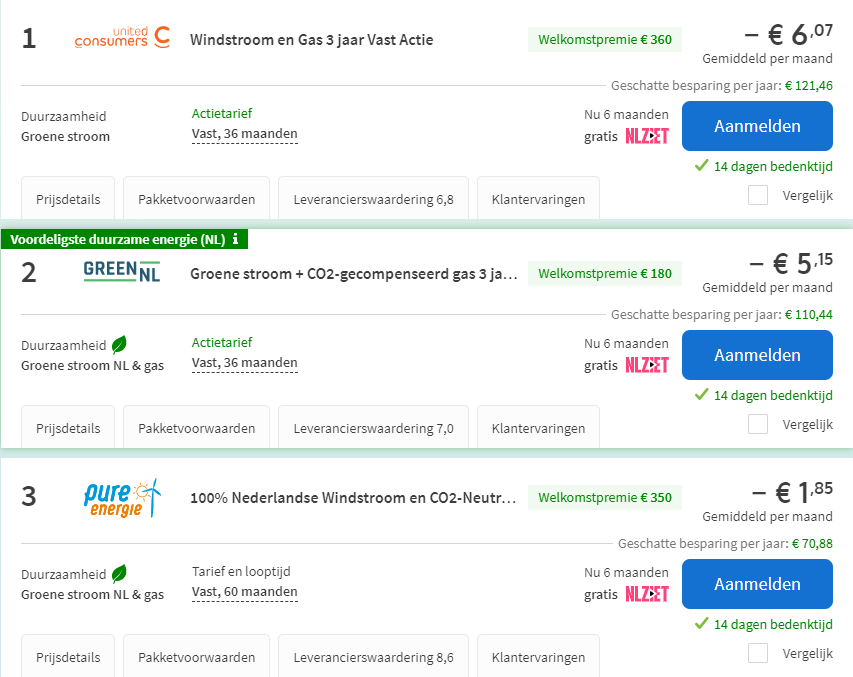 1
united consumers
Windstroom en Gas 3 jaar Vast Actie
Welkomstpremie € 360
– € 6,07
Gemiddeld per maand
Geschatte besparing per jaar: € 121,46
Duurzaamheid
Groene stroom
Actietarief
Vast, 36 maanden
Nu 6 maanden
gratis NLZIET
Aanmelden
14 dagen bedenktijd
Prijsdetails
Pakketvoorwaarden
Leverancierswaardering 6,8
Klantervaringen
Vergelijk
Voordeligste duurzame energie (NL) i
2
GREEN NL
Groene stroom + CO2-gecompenseerd gas 3 ja…
Welkomstpremie € 180
– € 5,15
Gemiddeld per maand
Geschatte besparing per jaar: € 110,44
Duurzaamheid
Groene stroom NL & gas
Actietarief
Vast, 36 maanden
Nu 6 maanden
gratis NLZIET
Aanmelden
14 dagen bedenktijd
Prijsdetails
Pakketvoorwaarden
Leverancierswaardering 7,0
Klantervaringen
Vergelijk
3
pure energie
100% Nederlandse Windstroom en CO2-Neutr…
Welkomstpremie € 350
– € 1,85
Gemiddeld per maand
Geschatte besparing per jaar: € 70,88
Duurzaamheid
Groene stroom NL & gas
Tarief en looptijd
Vast, 60 maanden
Nu 6 maanden
gratis NLZIET
Aanmelden
14 dagen bedenktijd
Prijsdetails
Pakketvoorwaarden
Leverancierswaardering 8,6
Klantervaringen
Vergelijk